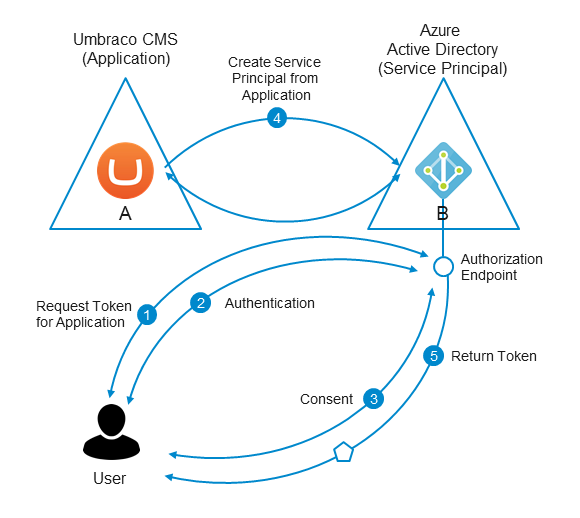 Umbraco CMS
(Application)
Azure
Active Directory
(Service Principal)
Create Service
Principal from
Application
4
A
B
Authorization
Endpoint
Request Token
for Application
1
2
Authentication
5
Return Token
Consent
3
User